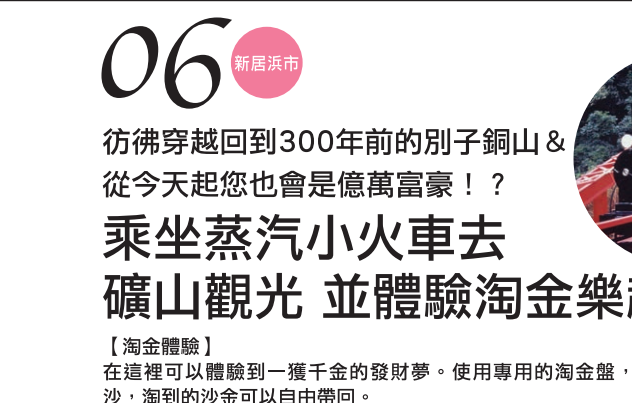 06
新居浜市
彷彿穿越回到300年前的別子銅山＆
從今天起您也會是億萬富豪！？
乘坐蒸汽小火車去
礦山觀光 並體驗淘金樂
【淘金體驗】
在這裡可以體驗到一獲千金的發財夢。使用專用的淘金盤，
沙，淘到的沙金可以自由帶回。